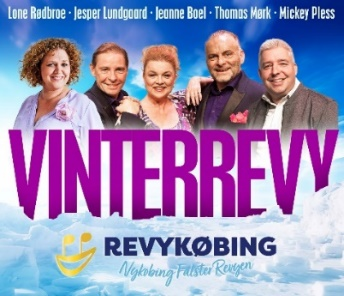 Lone Rødbroe · Jesper Lundgaard · Jeanne Boel · Thomas Mørk · Mickey Pless
VINTERREVY
REVYKØBING
Nykøbing Falster Revyen